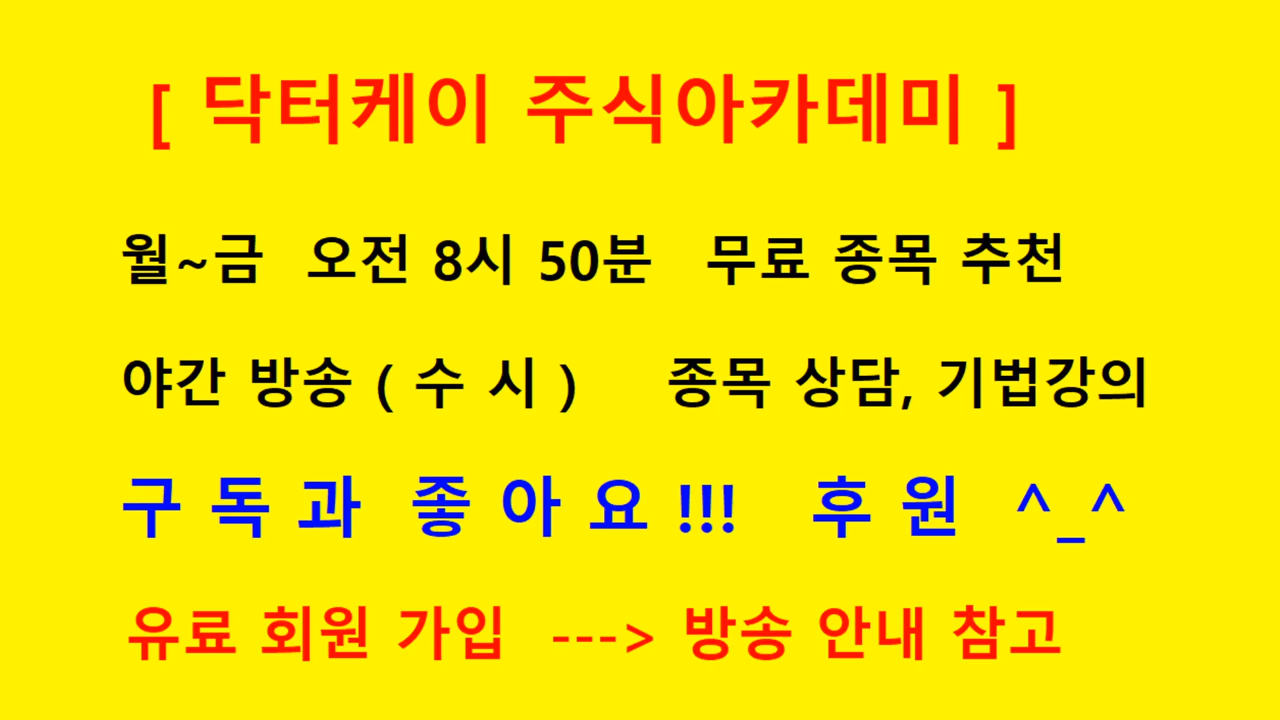 [ 닥터케이 주식아카데미 ]
월~금 오전 8시 50분 무료 종목 추천
야간 방송 ( 수 시 ) 종목 상담, 기법강의
구 독 과 좋 아 요 !!! 후 원 ^_^
유료 회원 가입 ---> 방송 안내 참고